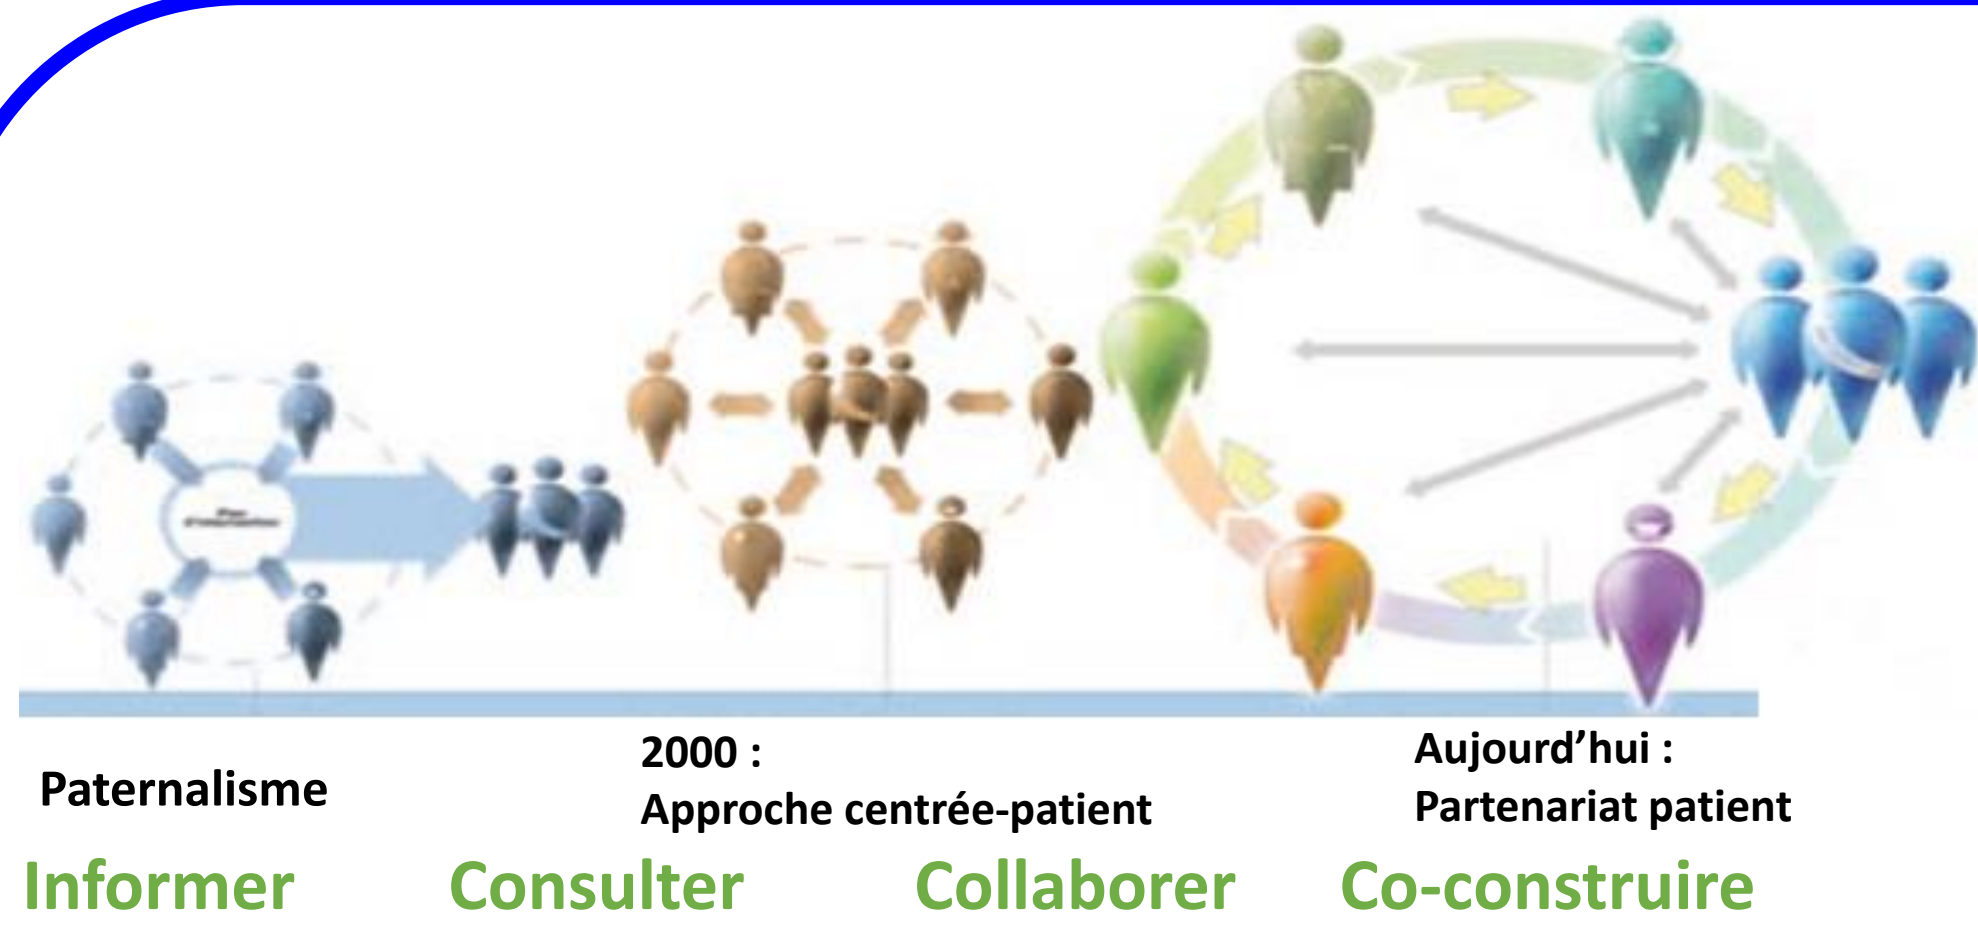 Paternalisme
2000 :
Approche centrée-patient
Aujourd’hui :
Partenariat patient
Informer Consulter Collaborer Co-construire